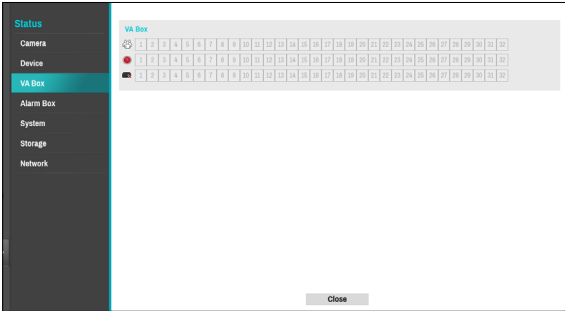 Status
Camera
Device
VA Box
Alarm Box
System
Storage
Network
VA Box
1 2 3 4 5 6 7 8 9 10 11 12 13 14 15 16 17 18 19 20 21 22 23 24 25 26 27 28 29 30 31 32
1 2 3 4 5 6 7 8 9 10 11 12 13 14 15 16 17 18 19 20 21 22 23 24 25 26 27 28 29 30 31 32
1 2 3 4 5 6 7 8 9 10 11 12 13 14 15 16 17 18 19 20 21 22 23 24 25 26 27 28 29 30 31 32
Close